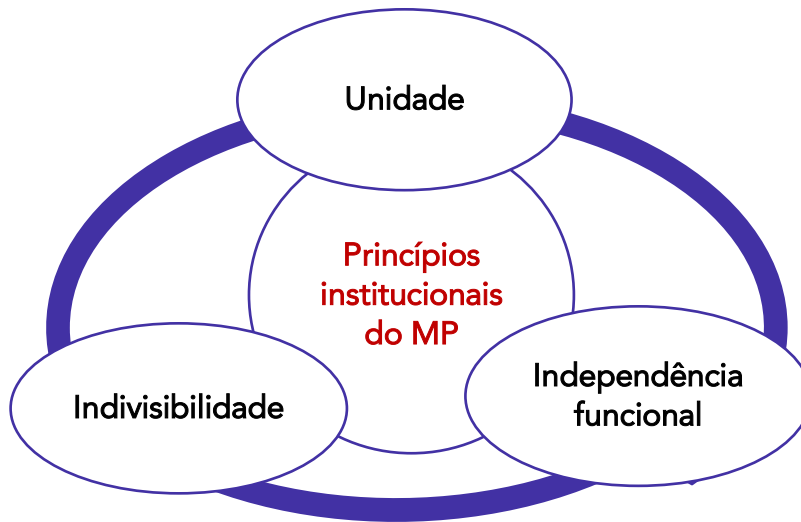 Unidade
Princípios
institucionais
do MP
Indivisibilidade
Independência
funcional